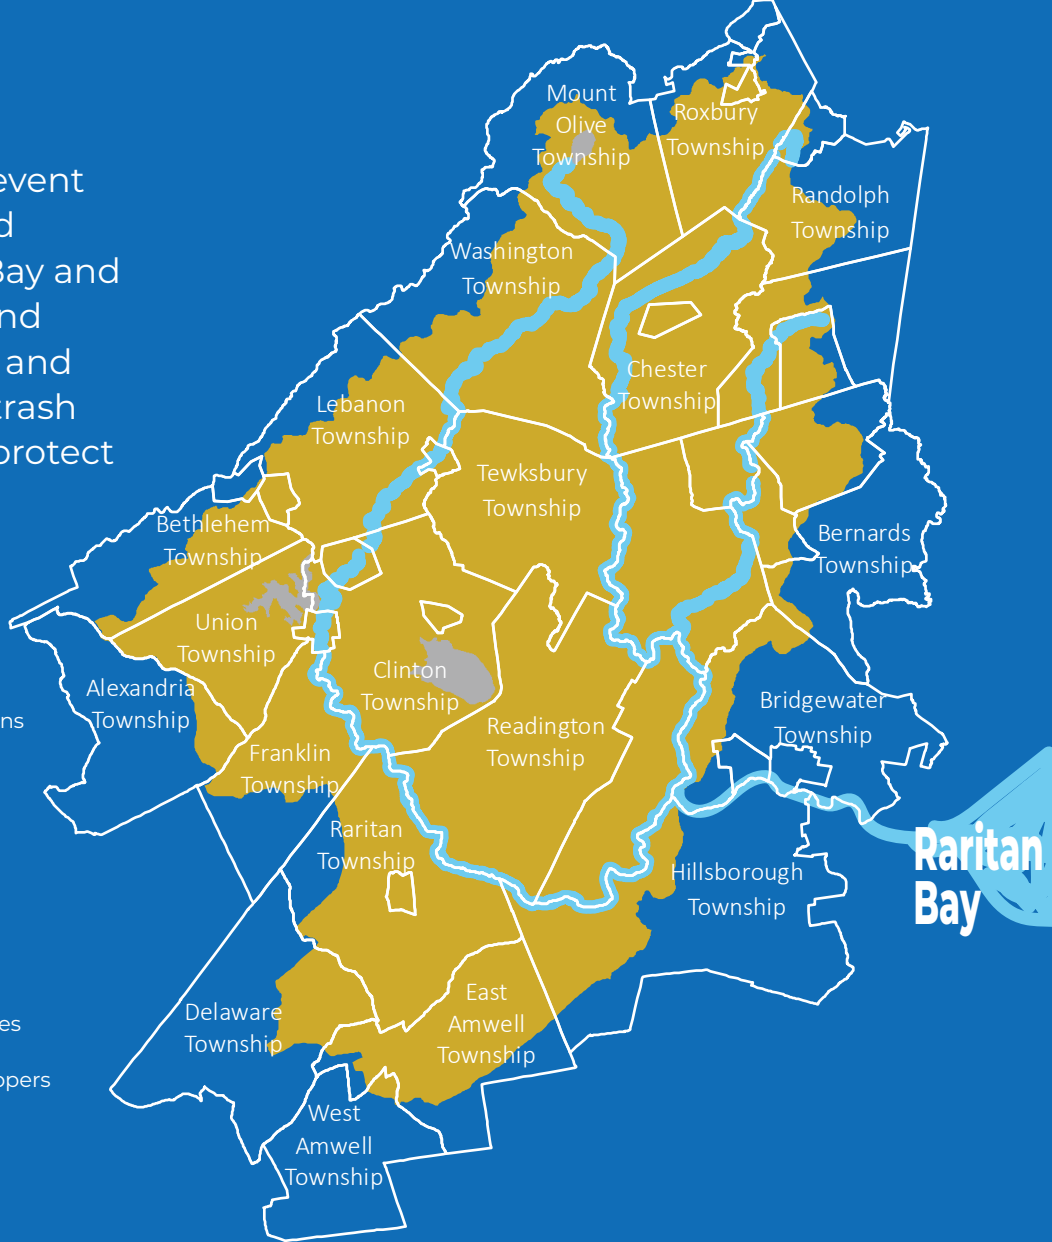 event
d
Bay and
nd
and
trash
protect
ns
es
ppers
Mount
Olive
Township
Roxbury
Township
Randolph
Township
Washington
Township
Chester
Township
Lebanon
Township
Tewksbury
Township
Bethlehem
Township
Bernards
Township
Union
Township
Clinton
Township
Alexandria
Township
Readington
Township
Bridgewater
Township
Franklin
Township
Raritan
Township
Raritan
Bay
Hillsborough
Township
Delaware
Township
East
Amwell
Township
West
Amwell
Township